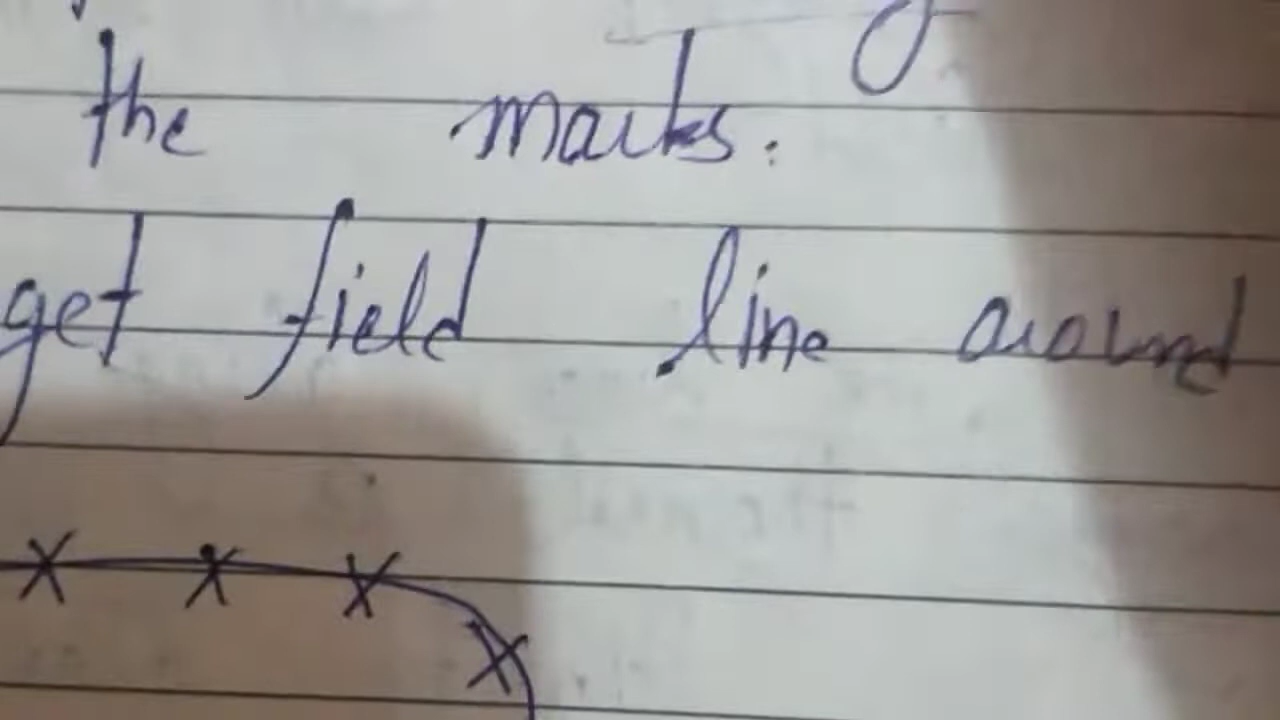 the marks.
get field line around